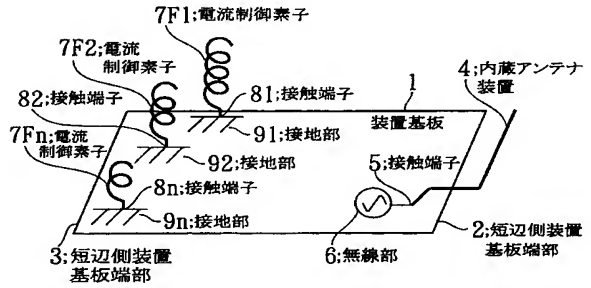 7F1;電流制御素子
7F2;電流
制御素子
4;内蔵アンテナ
装置
82;接触端子
81;接触端子
1
装置基板
7Fn;電流
制御素子
91;接地部
92;接地部
5;接触端子
8n;接触端子
9n;接地部
6;無線部
2;短辺側装置
基板端部
3;短辺側装置
基板端部